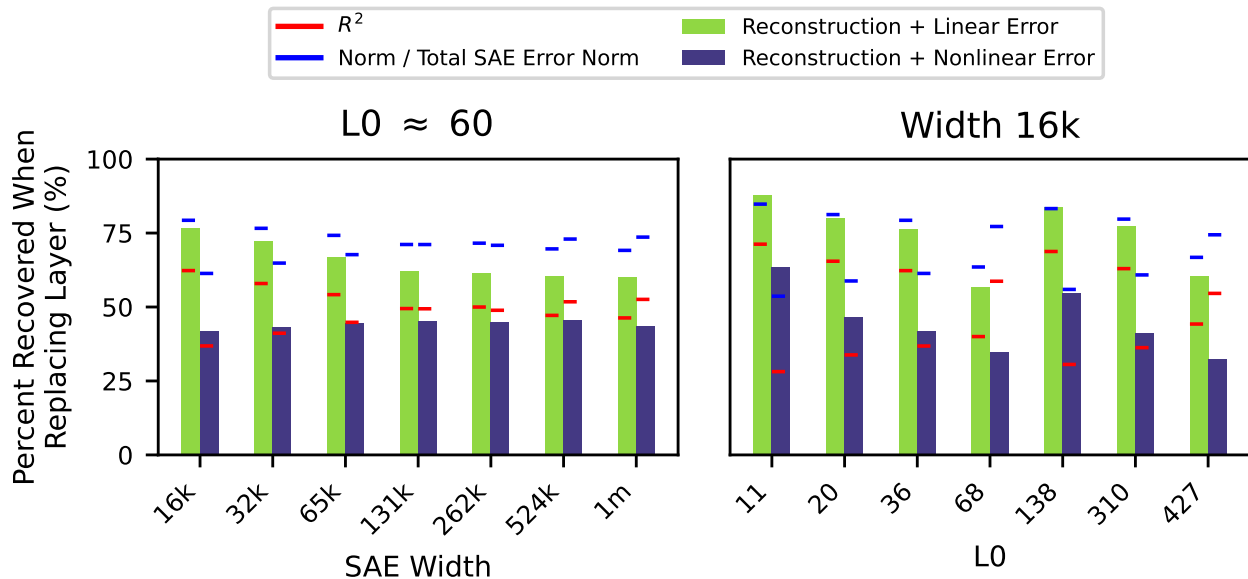 R²
Norm / Total SAE Error Norm
Reconstruction + Linear Error
Reconstruction + Nonlinear Error
L0 ≈ 60
Width 16k
Percent Recovered When
Replacing Layer (%)
100
75
50
25
0
16k
32k
65k
131k
262k
524k
1m
SAE Width
11
20
36
68
138
310
427
L0